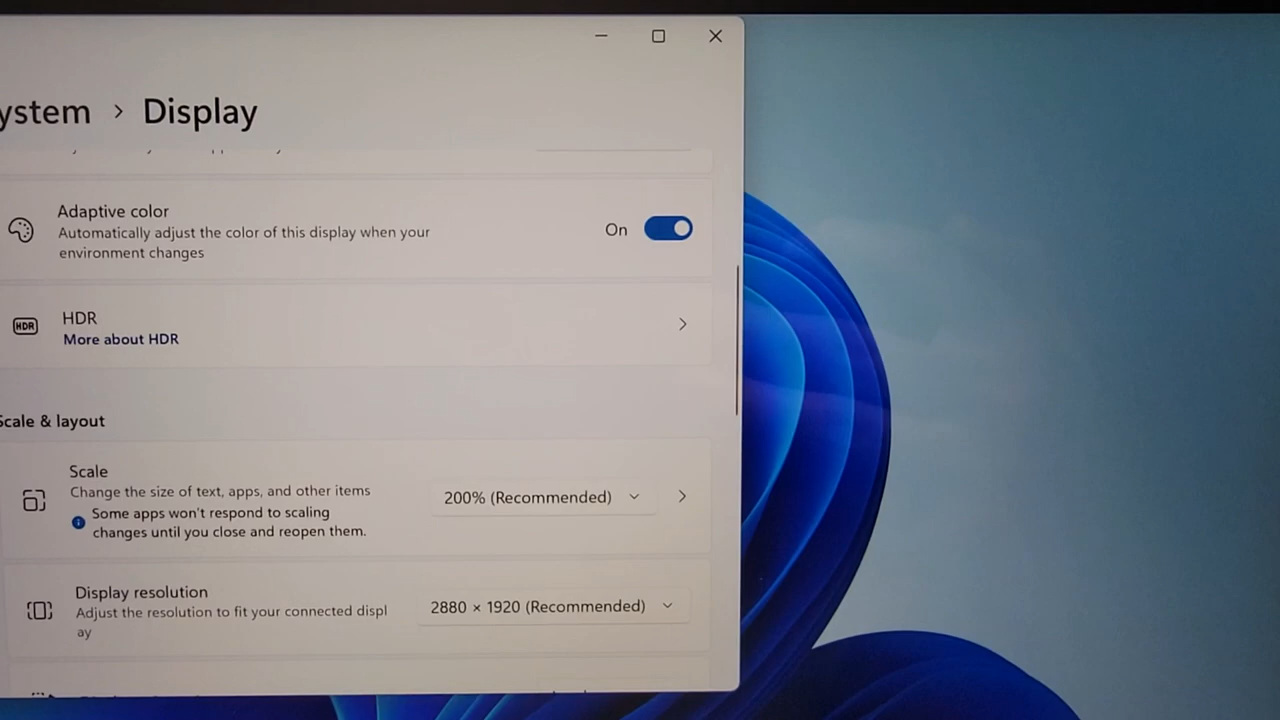 ystem > Display
Adaptive color
Automatically adjust the color of this display when your
environment changes
On
HDR
HDR
More about HDR
Scale & layout
Scale
Change the size of text, apps, and other items
Some apps won't respond to scaling
changes until you close and reopen them.
200% (Recommended)
Display resolution
Adjust the resolution to fit your connected displ
ay
2880 × 1920 (Recommended)